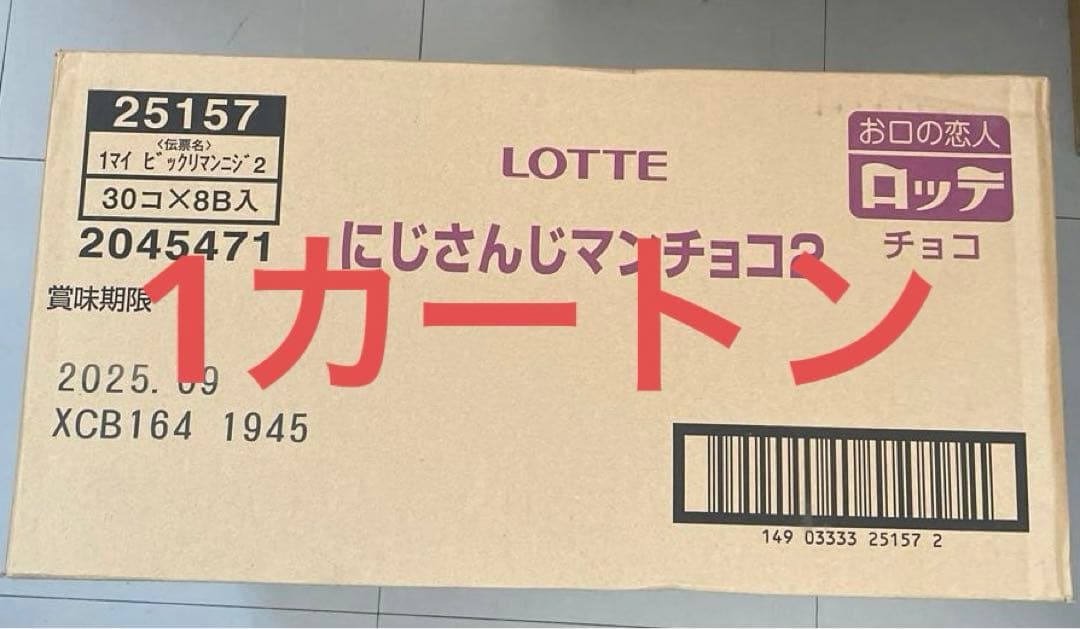 25157
〈伝票名〉
1マイ ビックリマンニジ2
30コ×8B入
2045471
LOTTE
お口の恋人
ロッテ
チョコ
にじさんじマンチョコ2
1カートン
賞味期限
2025.09
XCB164 1945
149 03333 25157 2